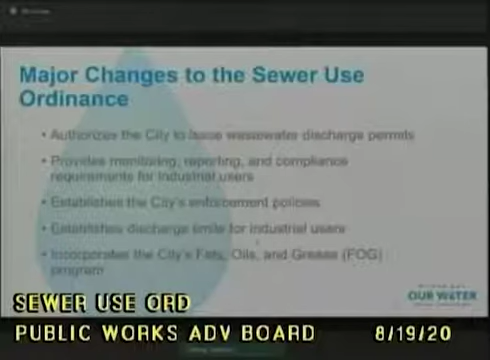 Major Changes to the Sewer Use
Ordinance
• Authorizes the City to issue wastewater discharge permits
• Provides monitoring, reporting, and compliance
requirements for industrial users
• Establishes the City's enforcement policies
• Establishes discharge limits for industrial users
• Incorporates the City's Fats, Oils, and Grease (FOG)
program
OUR WATER
SEWER USE ORD
PUBLIC WORKS ADV BOARD 8/19/20